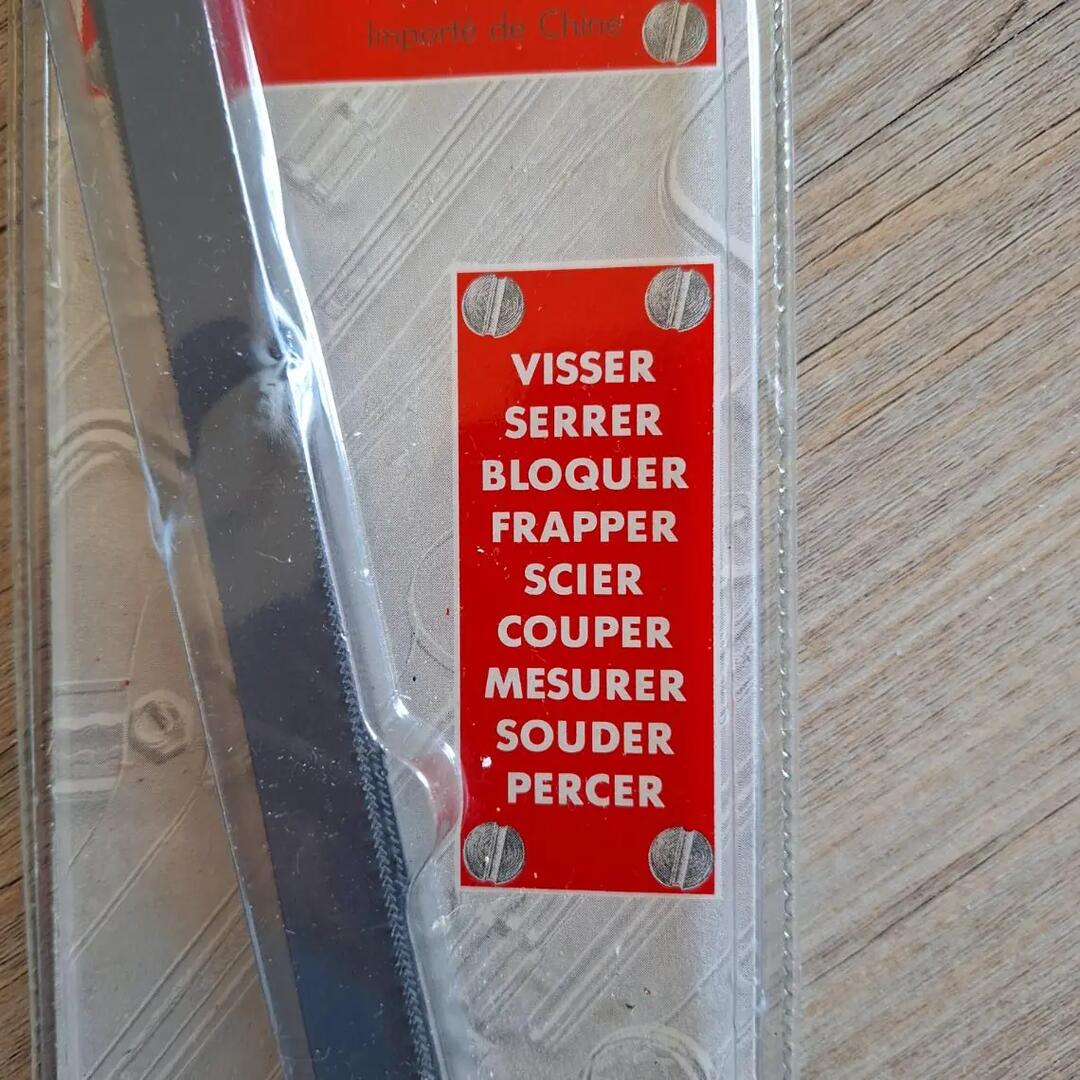 Importé de Chine
VISSER
SERRER
BLOQUER
FRAPPER
SCIER
COUPER
MESURER
SOUDER
PERCER